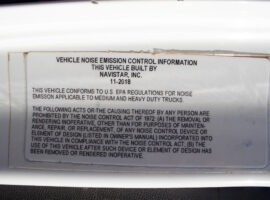 VEHICLE NOISE EMISSION CONTROL INFORMATION
THIS VEHICLE BUILT BY
NAVISTAR, INC.
11-2018
THIS VEHICLE CONFORMS TO U.S. EPA REGULATIONS FOR NOISE
EMISSION APPLICABLE TO MEDIUM AND HEAVY DUTY TRUCKS.
THE FOLLOWING ACTS OR THE CAUSING THEREOF BY ANY PERSON ARE
PROHIBITED BY THE NOISE CONTROL ACT OF 1972: (A) THE REMOVAL OR
RENDERING INOPERATIVE, OTHER THAN FOR PURPOSES OF MAINTEN-
ANCE, REPAIR, OR REPLACEMENT, OF ANY NOISE CONTROL DEVICE OR
ELEMENT OF DESIGN (LISTED IN OWNER'S MANUAL) INCORPORATED INTO
THIS VEHICLE IN COMPLIANCE WITH THE NOISE CONTROL ACT, (B) THE
USE OF THIS VEHICLE AFTER SUCH DEVICE OR ELEMENT OF DESIGN HAS
BEEN REMOVED OR RENDERED INOPERATIVE.